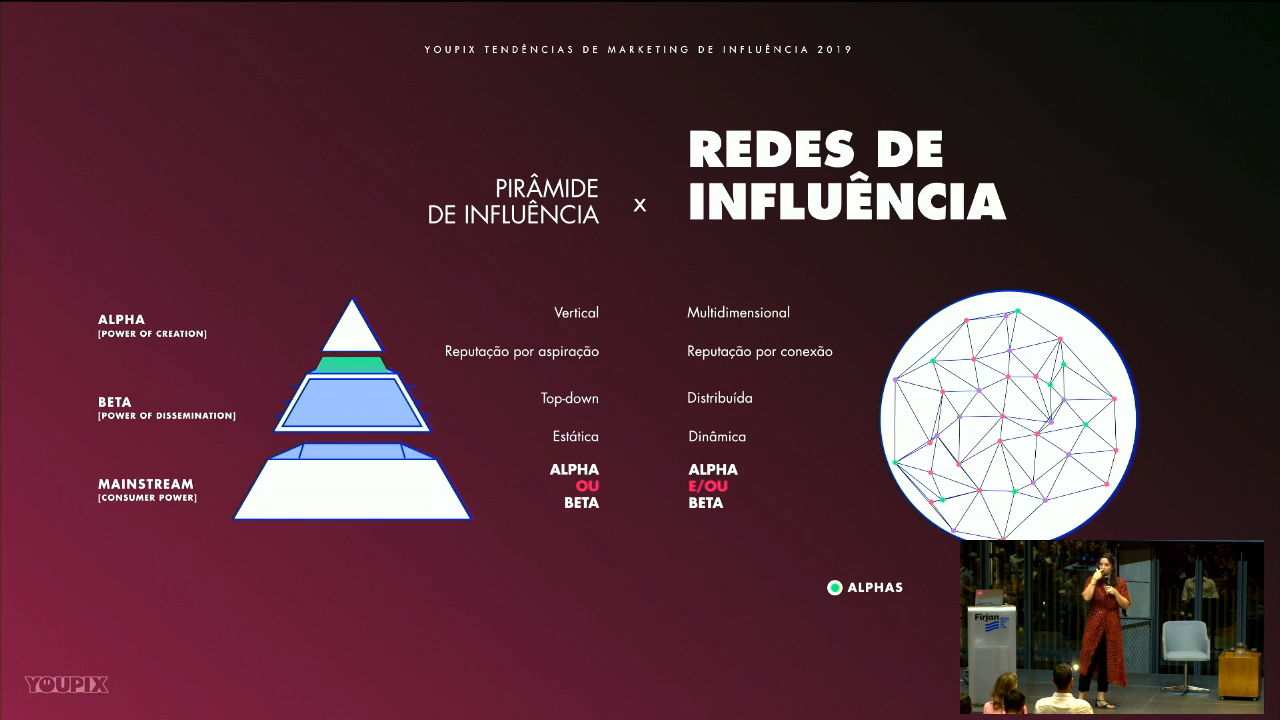 YOUPIX TENDÊNCIAS DE MARKETING DE INFLUÊNCIA 2019
PIRÂMIDE
DE INFLUÊNCIA
x
REDES DE
INFLUÊNCIA
ALPHA
[POWER OF CREATION]
BETA
[POWER OF DISSEMINATION]
MAINSTREAM
[CONSUMER POWER]
Vertical
Reputação por aspiração
Top-down
Estática
ALPHA
OU
BETA
Multidimensional
Reputação por conexão
Distribuída
Dinâmica
ALPHA
E/OU
BETA
ALPHAS
Firjan
YOUPIX